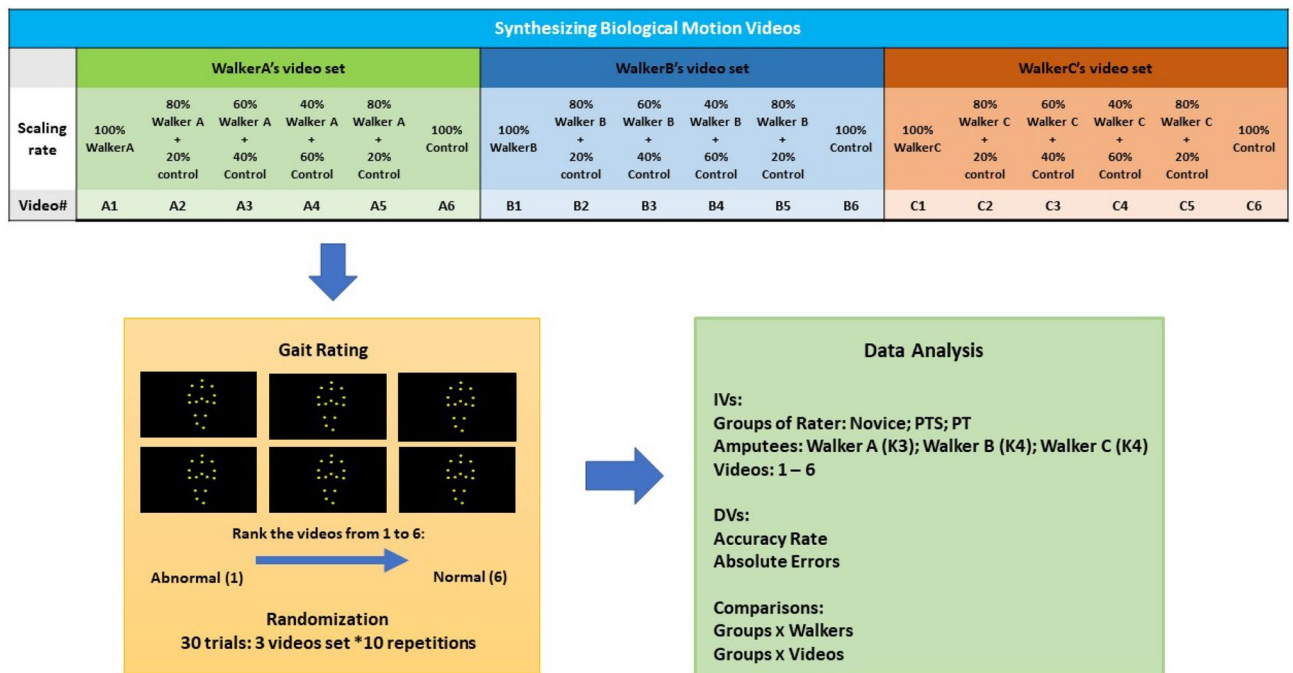 Synthesizing Biological Motion Videos
WalkerA's video set
WalkerB's video set
WalkerC's video set
Scaling
rate
100%
WalkerA
80%
Walker A
+
20%
control
60%
Walker A
+
40%
Control
40%
Walker A
+
60%
Control
80%
Walker A
+
20%
Control
100%
Control
100%
WalkerB
80%
Walker B
+
20%
control
60%
Walker B
+
40%
Control
40%
Walker B
+
60%
Control
80%
Walker B
+
20%
Control
100%
Control
100%
WalkerC
80%
Walker C
+
20%
control
60%
Walker C
+
40%
Control
40%
Walker C
+
60%
Control
80%
Walker C
+
20%
Control
100%
Control
Video# A1 A2 A3 A4 A5 A6 B1 B2 B3 B4 B5 B6 C1 C2 C3 C4 C5 C6
Gait Rating
Rank the videos from 1 to 6:
Abnormal (1) Normal (6)
Randomization
30 trials: 3 videos set *10 repetitions
Data Analysis
IVs:
Groups of Rater: Novice; PTS; PT
Amputees: Walker A (K3); Walker B (K4); Walker C (K4)
Videos: 1 – 6
DVs:
Accuracy Rate
Absolute Errors
Comparisons:
Groups x Walkers
Groups x Videos